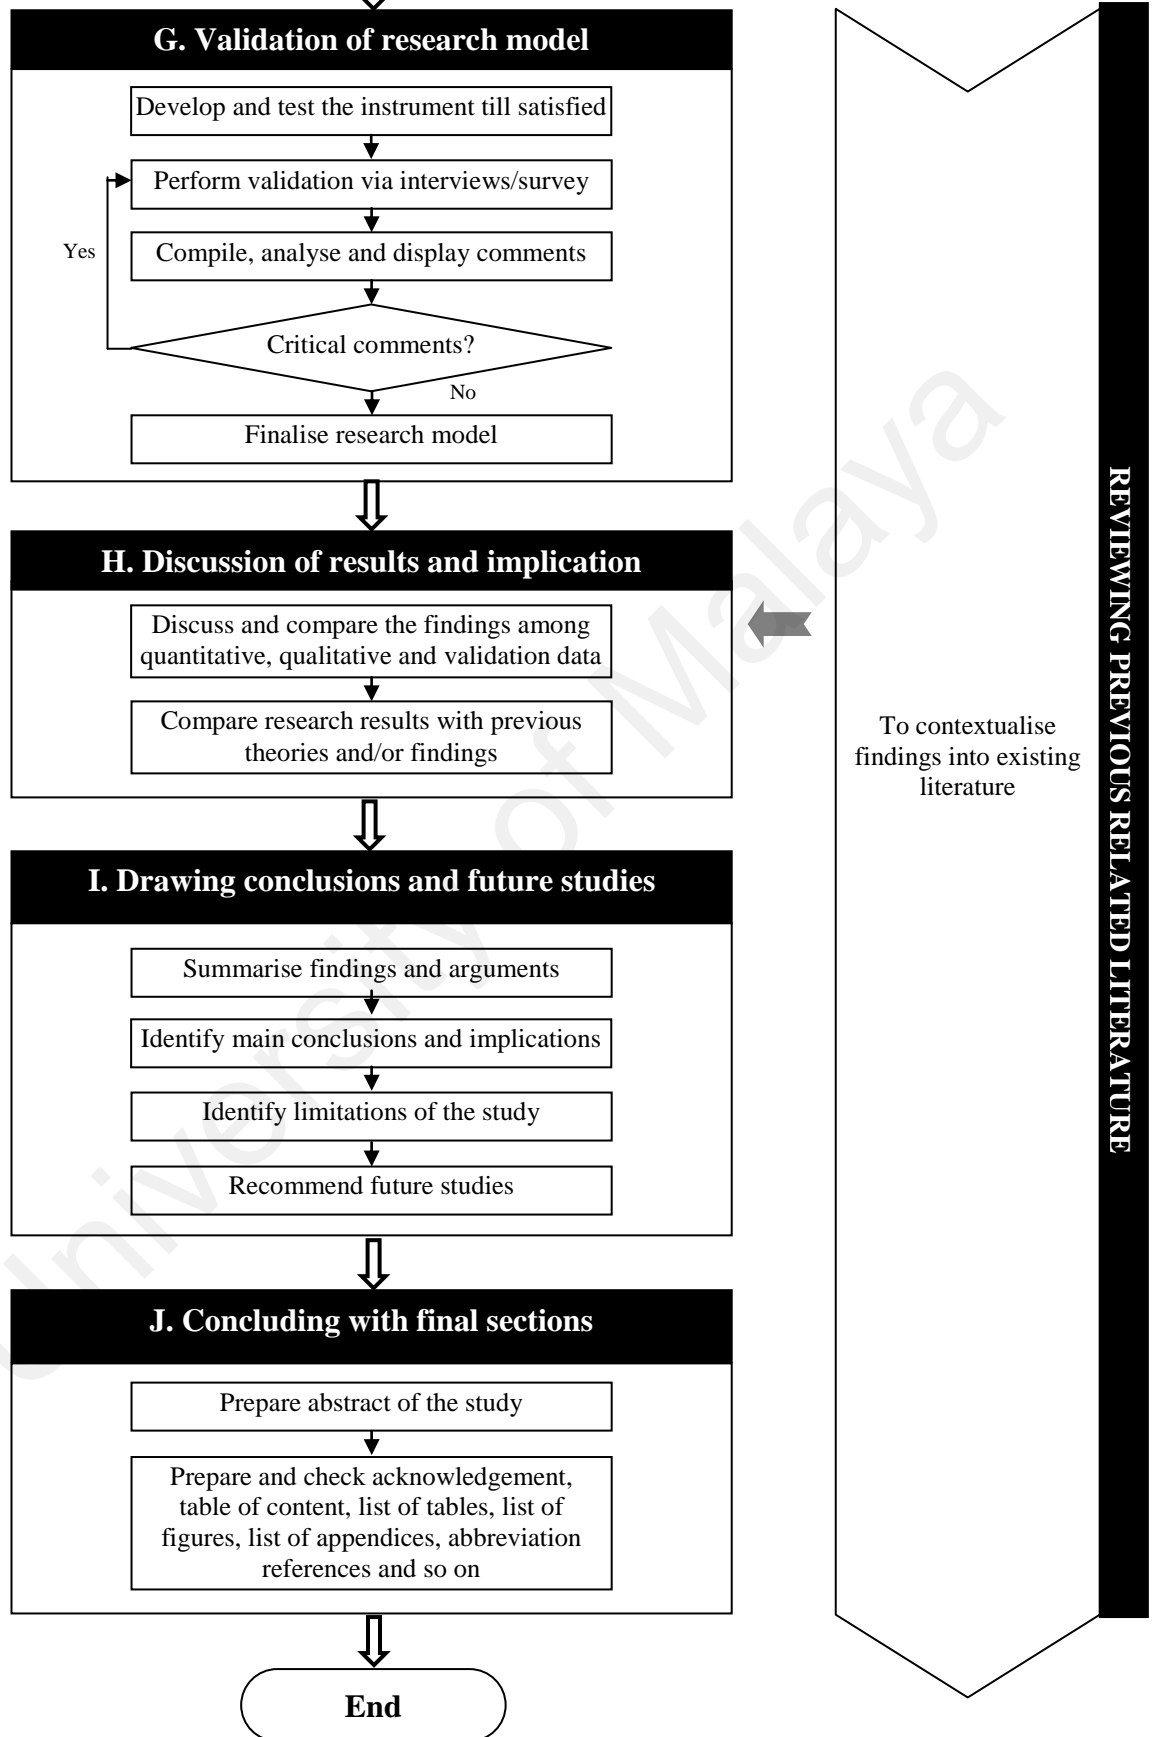 G. Validation of research model
Develop and test the instrument till satisfied
Perform validation via interviews/survey
Yes
Compile, analyse and display comments
Critical comments?
No
Finalise research model
H. Discussion of results and implication
Discuss and compare the findings among
quantitative, qualitative and validation data
Compare research results with previous
theories and/or findings
I. Drawing conclusions and future studies
Summarise findings and arguments
Identify main conclusions and implications
Identify limitations of the study
Recommend future studies
J. Concluding with final sections
Prepare abstract of the study
Prepare and check acknowledgement,
table of content, list of tables, list of
figures, list of appendices, abbreviation
references and so on
End
To contextualise
findings into existing
literature
REVIEWING PREVIOUS RELATED LITERATURE
University of Malaya